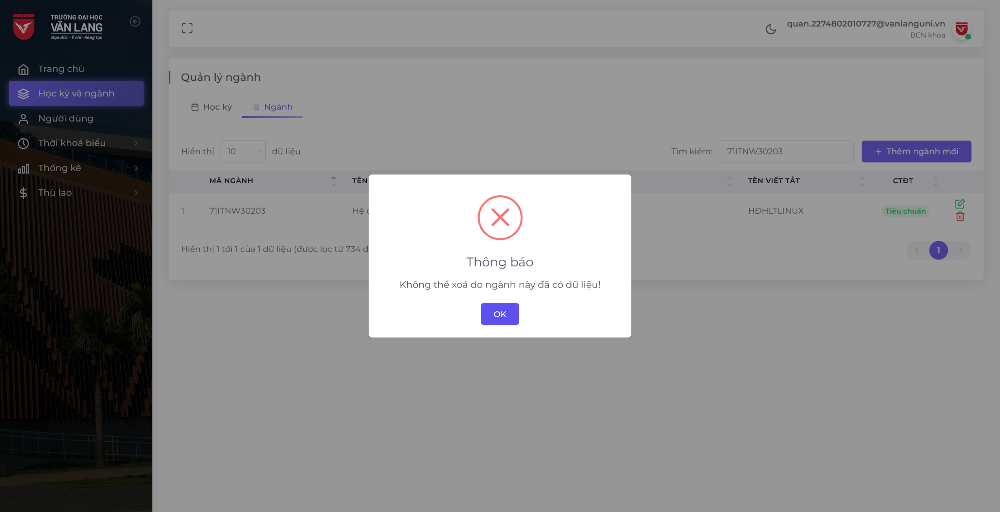 TRƯỜNG ĐẠI HỌC
VĂN LANG
Đạo đức - Ý chí - Sáng tạo
quan.2274802010727@vanlanguni.vn
BCN khoa
Trang chủ
Học kỳ và ngành
Người dùng
Thời khoá biểu
Thống kê
Thù lao
Quản lý ngành
Học kỳ
Ngành
Hiển thị 10 dữ liệu
Tìm kiếm: 71ITNW30203
Thêm ngành mới
MÃ NGÀNH TÊN TÊN VIẾT TẮT CTĐT
1 71ITNW30203 Hệ HĐHLTLINUX Tiêu chuẩn
Hiển thị 1 tới 1 của 1 dữ liệu (được lọc từ 734
1
Thông báo
Không thể xoá do ngành này đã có dữ liệu!
OK